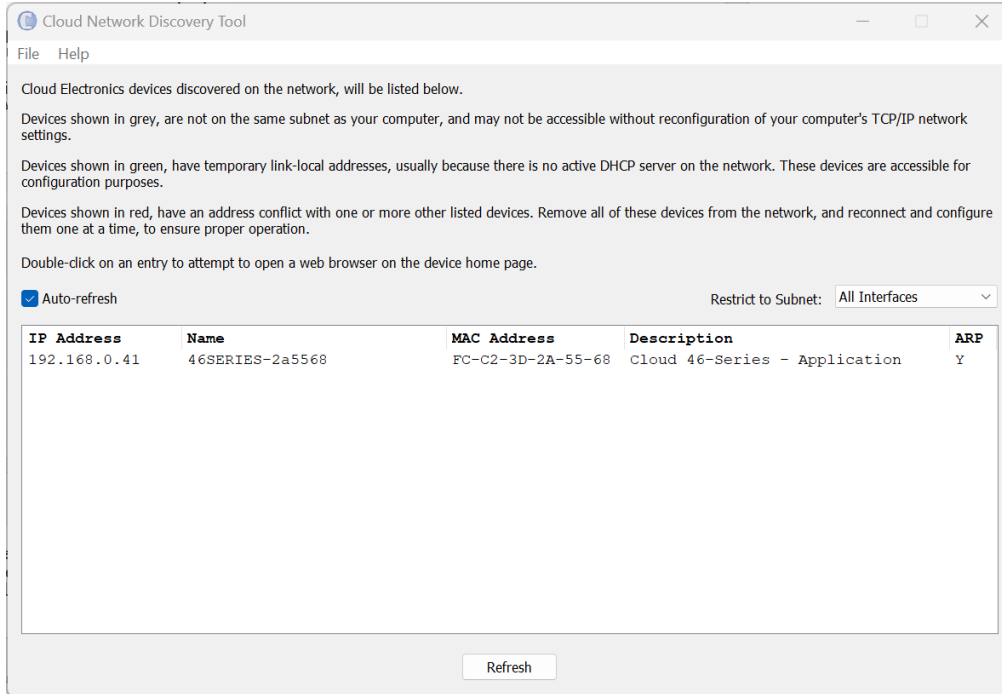 Cloud Network Discovery Tool
File Help
Cloud Electronics devices discovered on the network, will be listed below.
Devices shown in grey, are not on the same subnet as your computer, and may not be accessible without reconfiguration of your computer's TCP/IP network
settings.
Devices shown in green, have temporary link-local addresses, usually because there is no active DHCP server on the network. These devices are accessible for
configuration purposes.
Devices shown in red, have an address conflict with one or more other listed devices. Remove all of these devices from the network, and reconnect and configure
them one at a time, to ensure proper operation.
Double-click on an entry to attempt to open a web browser on the device home page.
Auto-refresh Restrict to Subnet: All Interfaces
IP Address Name MAC Address Description ARP
192.168.0.41 46SERIES-2a5568 FC-C2-3D-2A-55-68 Cloud 46-Series - Application Y
Refresh